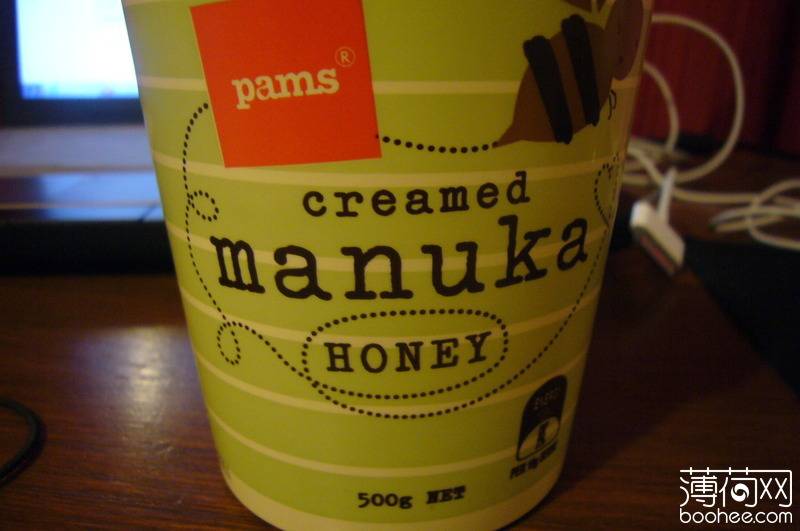 pams®
creamed
manuka
HONEY
500g NET
薄荷网
boohee.com